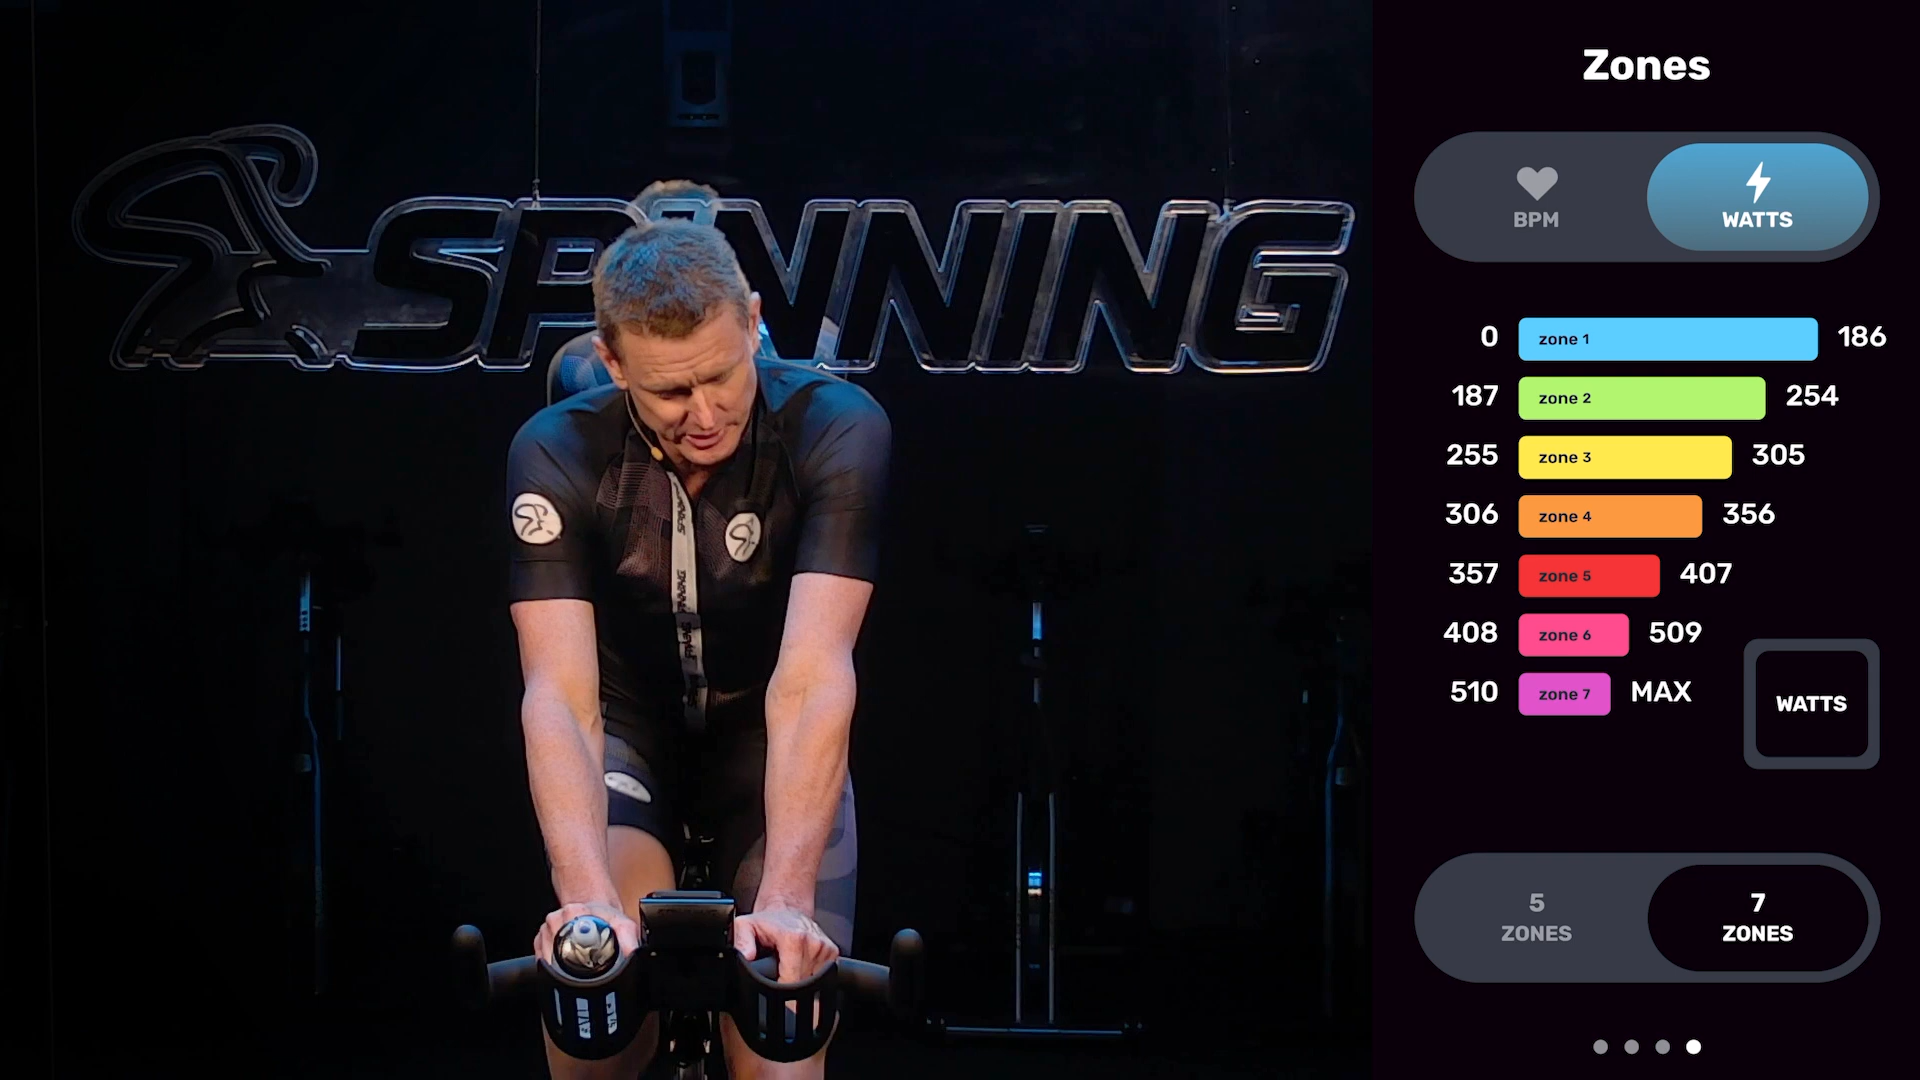 SPINNING
Zones
BPM
WATTS
0 zone 1 186
187 zone 2 254
255 zone 3 305
306 zone 4 356
357 zone 5 407
408 zone 6 509
510 zone 7 MAX
WATTS
5 ZONES
7 ZONES